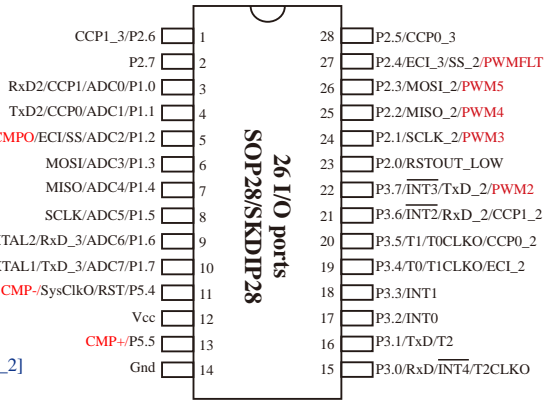 CCP1_3/P2.6 1
P2.7 2
RxD2/CCP1/ADC0/P1.0 3
TxD2/CCP0/ADC1/P1.1 4
CMPO/ECI/SS/ADC2/P1.2 5
MOSI/ADC3/P1.3 6
MISO/ADC4/P1.4 7
SCLK/ADC5/P1.5 8
TAL2/RxD_3/ADC6/P1.6 9
TAL1/TxD_3/ADC7/P1.7 10
CMP-/SysClkO/RST/P5.4 11
Vcc 12
CMP+/P5.5 13
Gnd 14
_2]
26 I/O ports
SOP28/SKDIP28
28 P2.5/CCP0_3
27 P2.4/ECI_3/SS_2/PWMFLT
26 P2.3/MOSI_2/PWM5
25 P2.2/MISO_2/PWM4
24 P2.1/SCLK_2/PWM3
23 P2.0/RSTOUT_LOW
22 P3.7/INT3/TxD_2/PWM2
21 P3.6/INT2/RxD_2/CCP1_2
20 P3.5/T1/T0CLKO/CCP0_2
19 P3.4/T0/T1CLKO/ECI_2
18 P3.3/INT1
17 P3.2/INT0
16 P3.1/TxD/T2
15 P3.0/RxD/INT4/T2CLKO